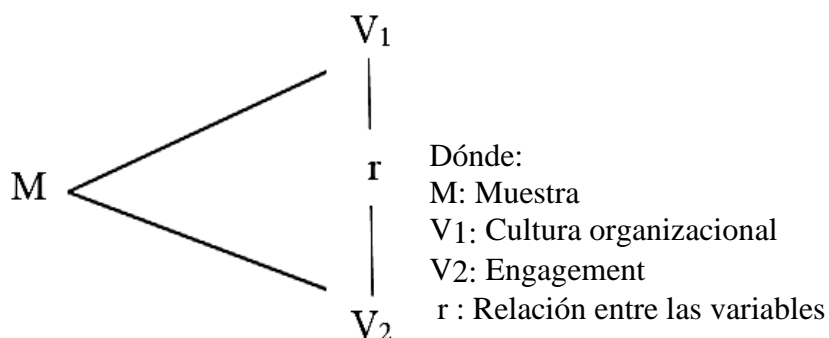 V₁
M
r
V₂
Dónde:
M: Muestra
V1: Cultura organizacional
V2: Engagement
r : Relación entre las variables